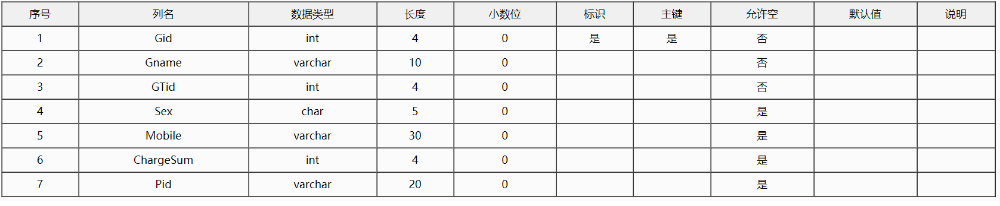 序号 列名 数据类型 长度 小数位 标识 主键 允许空 默认值 说明
1 Gid int 4 0 是 是 否
2 Gname varchar 10 0 否
3 GTid int 4 0 否
4 Sex char 5 0 是
5 Mobile varchar 30 0 是
6 ChargeSum int 4 0 是
7 Pid varchar 20 0 是